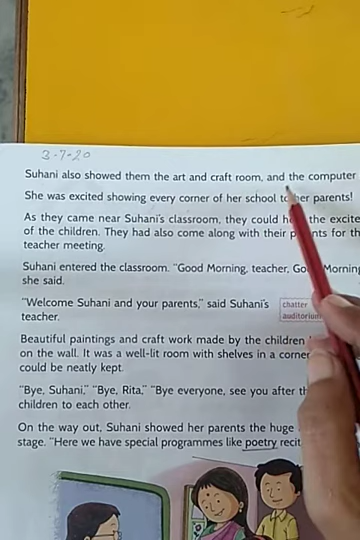 3-7-20
Suhani also showed them the art and craft room, and the computer
She was excited showing every corner of her school to her parents!
As they came near Suhani's classroom, they could the excite
of the children. They had also come along with their for th
teacher meeting.
Suhani entered the classroom. "Good Morning, teacher, Morning
she said.
"Welcome Suhani and your parents," said Suhani's
teacher.
chatter
auditorium
Beautiful paintings and craft work made by the children
on the wall. It was a well-lit room with shelves in a corner
could be neatly kept.
"Bye, Suhani," "Bye, Rita," "Bye everyone, see you after th
children to each other.
On the way out, Suhani showed her parents the huge
stage. "Here we have special programmes like poetry recit